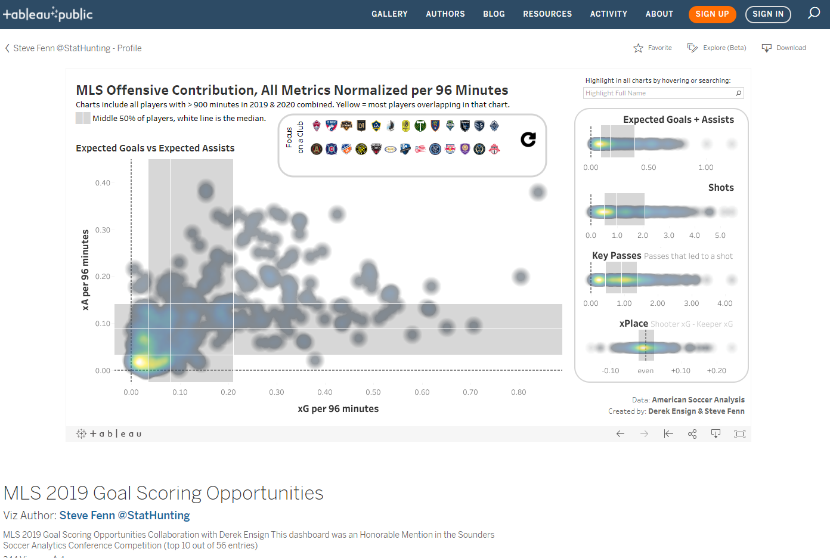 +ableau public
GALLERY AUTHORS BLOG RESOURCES ACTIVITY ABOUT SIGN UP SIGN IN
Steve Fenn @StatHunting - Profile
Favorite Explore (Beta) Download
MLS Offensive Contribution, All Metrics Normalized per 96 Minutes
Charts include all players with > 900 minutes in 2019 & 2020 combined. Yellow = most players overlapping in that chart.
Middle 50% of players, white line is the median.
Highlight in all charts by hovering or searching:
Highlight Full Name
Focus
on a Club
Expected Goals vs Expected Assists
0.40
0.30
0.20
0.10
0.00
xA per 96 minutes
0.00 0.10 0.20 0.30 0.40 0.50 0.60 0.70 0.80
xG per 96 minutes
Expected Goals + Assists
0.00 0.50 1.00
Shots
0.0 1.0 2.0 3.0 4.0 5.0
Key Passes Passes that led to a shot
0.00 1.00 2.00 3.00 4.00
xPlace Shooter xG - Keeper xG
-0.10 even +0.10 +0.20
Data: American Soccer Analysis
Created by: Derek Ensign & Steve Fenn
+ a b l e a u
MLS 2019 Goal Scoring Opportunities
Viz Author: Steve Fenn @StatHunting
MLS 2019 Goal Scoring Opportunities Collaboration with Derek Ensign This dashboard was an Honorable Mention in the Sounders
Soccer Analytics Conference Competition (top 10 out of 56 entries)